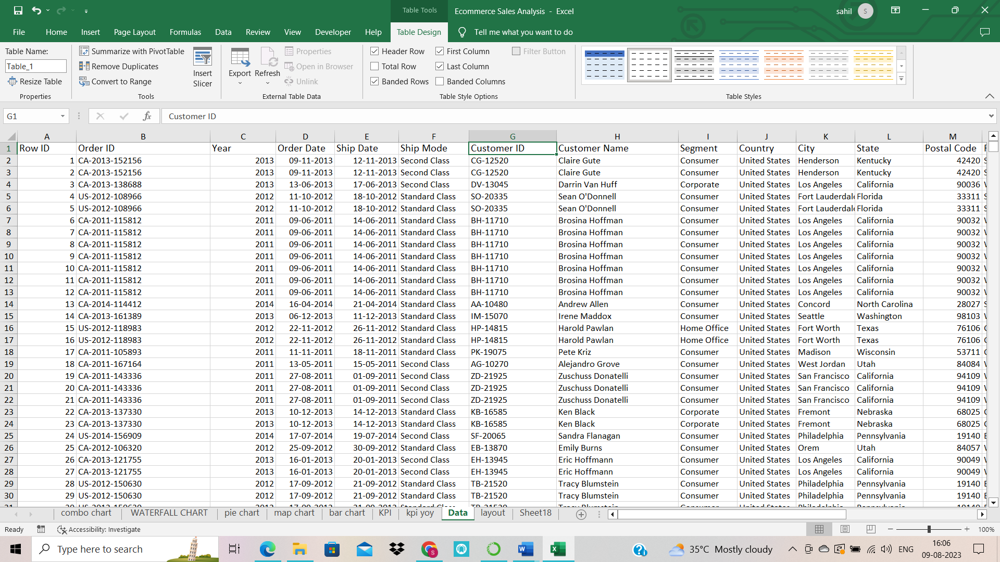 Table Tools
Ecommerce Sales Analysis - Excel
sahil
S
File Home Insert Page Layout Formulas Data Review View Developer Help Table Design Tell me what you want to do
Table Name:
Table_1
Resize Table
Properties
Summarize with PivotTable
Remove Duplicates
Convert to Range
Tools
Insert Slicer
Export Refresh
Properties
Open in Browser
Unlink
External Table Data
Header Row First Column Filter Button
Total Row Last Column
Banded Rows Banded Columns
Table Style Options
Table Styles
G1 fx Customer ID
A B C D E F G H I J K L M
1 Row ID Order ID Year Order Date Ship Date Ship Mode Customer ID Customer Name Segment Country City State Postal Code
2 1 CA-2013-152156 2013 09-11-2013 12-11-2013 Second Class CG-12520 Claire Gute Consumer United States Henderson Kentucky 42420
3 2 CA-2013-152156 2013 09-11-2013 12-11-2013 Second Class CG-12520 Claire Gute Consumer United States Henderson Kentucky 42420
4 3 CA-2013-138688 2013 13-06-2013 17-06-2013 Second Class DV-13045 Darrin Van Huff Corporate United States Los Angeles California 90036
5 4 US-2012-108966 2012 11-10-2012 18-10-2012 Standard Class SO-20335 Sean O'Donnell Consumer United States Fort Lauderdale Florida 33311
6 5 US-2012-108966 2012 11-10-2012 18-10-2012 Standard Class SO-20335 Sean O'Donnell Consumer United States Fort Lauderdale Florida 33311
7 6 CA-2011-115812 2011 09-06-2011 14-06-2011 Standard Class BH-11710 Brosina Hoffman Consumer United States Los Angeles California 90032
8 7 CA-2011-115812 2011 09-06-2011 14-06-2011 Standard Class BH-11710 Brosina Hoffman Consumer United States Los Angeles California 90032
9 8 CA-2011-115812 2011 09-06-2011 14-06-2011 Standard Class BH-11710 Brosina Hoffman Consumer United States Los Angeles California 90032
10 9 CA-2011-115812 2011 09-06-2011 14-06-2011 Standard Class BH-11710 Brosina Hoffman Consumer United States Los Angeles California 90032
11 10 CA-2011-115812 2011 09-06-2011 14-06-2011 Standard Class BH-11710 Brosina Hoffman Consumer United States Los Angeles California 90032
12 11 CA-2011-115812 2011 09-06-2011 14-06-2011 Standard Class BH-11710 Brosina Hoffman Consumer United States Los Angeles California 90032
13 12 CA-2011-115812 2011 09-06-2011 14-06-2011 Standard Class BH-11710 Brosina Hoffman Consumer United States Los Angeles California 90032
14 13 CA-2014-114412 2014 16-04-2014 21-04-2014 Standard Class AA-10480 Andrew Allen Consumer United States Concord North Carolina 28027
15 14 CA-2013-161389 2013 06-12-2013 11-12-2013 Standard Class IM-15070 Irene Maddox Consumer United States Seattle Washington 98103
16 15 US-2012-118983 2012 22-11-2012 26-11-2012 Standard Class HP-14815 Harold Pawlan Home Office United States Fort Worth Texas 76106
17 16 US-2012-118983 2012 22-11-2012 26-11-2012 Standard Class HP-14815 Harold Pawlan Home Office United States Fort Worth Texas 76106
18 17 CA-2011-105893 2011 11-11-2011 18-11-2011 Standard Class PK-19075 Pete Kriz Consumer United States Madison Wisconsin 53711
19 18 CA-2011-167164 2011 13-05-2011 15-05-2011 Second Class AG-10270 Alejandro Grove Consumer United States West Jordan Utah 84084
20 19 CA-2011-143336 2011 27-08-2011 01-09-2011 Second Class ZD-21925 Zuschuss Donatelli Consumer United States San Francisco California 94109
21 20 CA-2011-143336 2011 27-08-2011 01-09-2011 Second Class ZD-21925 Zuschuss Donatelli Consumer United States San Francisco California 94109
22 21 CA-2011-143336 2011 27-08-2011 01-09-2011 Second Class ZD-21925 Zuschuss Donatelli Consumer United States San Francisco California 94109
23 22 CA-2013-137330 2013 10-12-2013 14-12-2013 Standard Class KB-16585 Ken Black Corporate United States Fremont Nebraska 68025
24 23 CA-2013-137330 2013 10-12-2013 14-12-2013 Standard Class KB-16585 Ken Black Corporate United States Fremont Nebraska 68025
25 24 US-2014-156909 2014 17-07-2014 19-07-2014 Second Class SF-20065 Sandra Flanagan Consumer United States Philadelphia Pennsylvania 19140
26 25 CA-2012-106320 2012 25-09-2012 30-09-2012 Standard Class EB-13870 Emily Burns Consumer United States Orem Utah 84057
27 26 CA-2013-121755 2013 16-01-2013 20-01-2013 Second Class EH-13945 Eric Hoffmann Consumer United States Los Angeles California 90049
28 27 CA-2013-121755 2013 16-01-2013 20-01-2013 Second Class EH-13945 Eric Hoffmann Consumer United States Los Angeles California 90049
29 28 US-2012-150630 2012 17-09-2012 21-09-2012 Standard Class TB-21520 Tracy Blumstein Consumer United States Philadelphia Pennsylvania 19140
30 29 US-2012-150630 2012 17-09-2012 21-09-2012 Standard Class TB-21520 Tracy Blumstein Consumer United States Philadelphia Pennsylvania 19140
combo chart WATERFALL CHART pie chart map chart bar chart KPI kpi yoy Data layout Sheet18
Ready Accessibility: Investigate 100%
Type here to search
35°C Mostly cloudy
ENG
16:06
09-08-2023